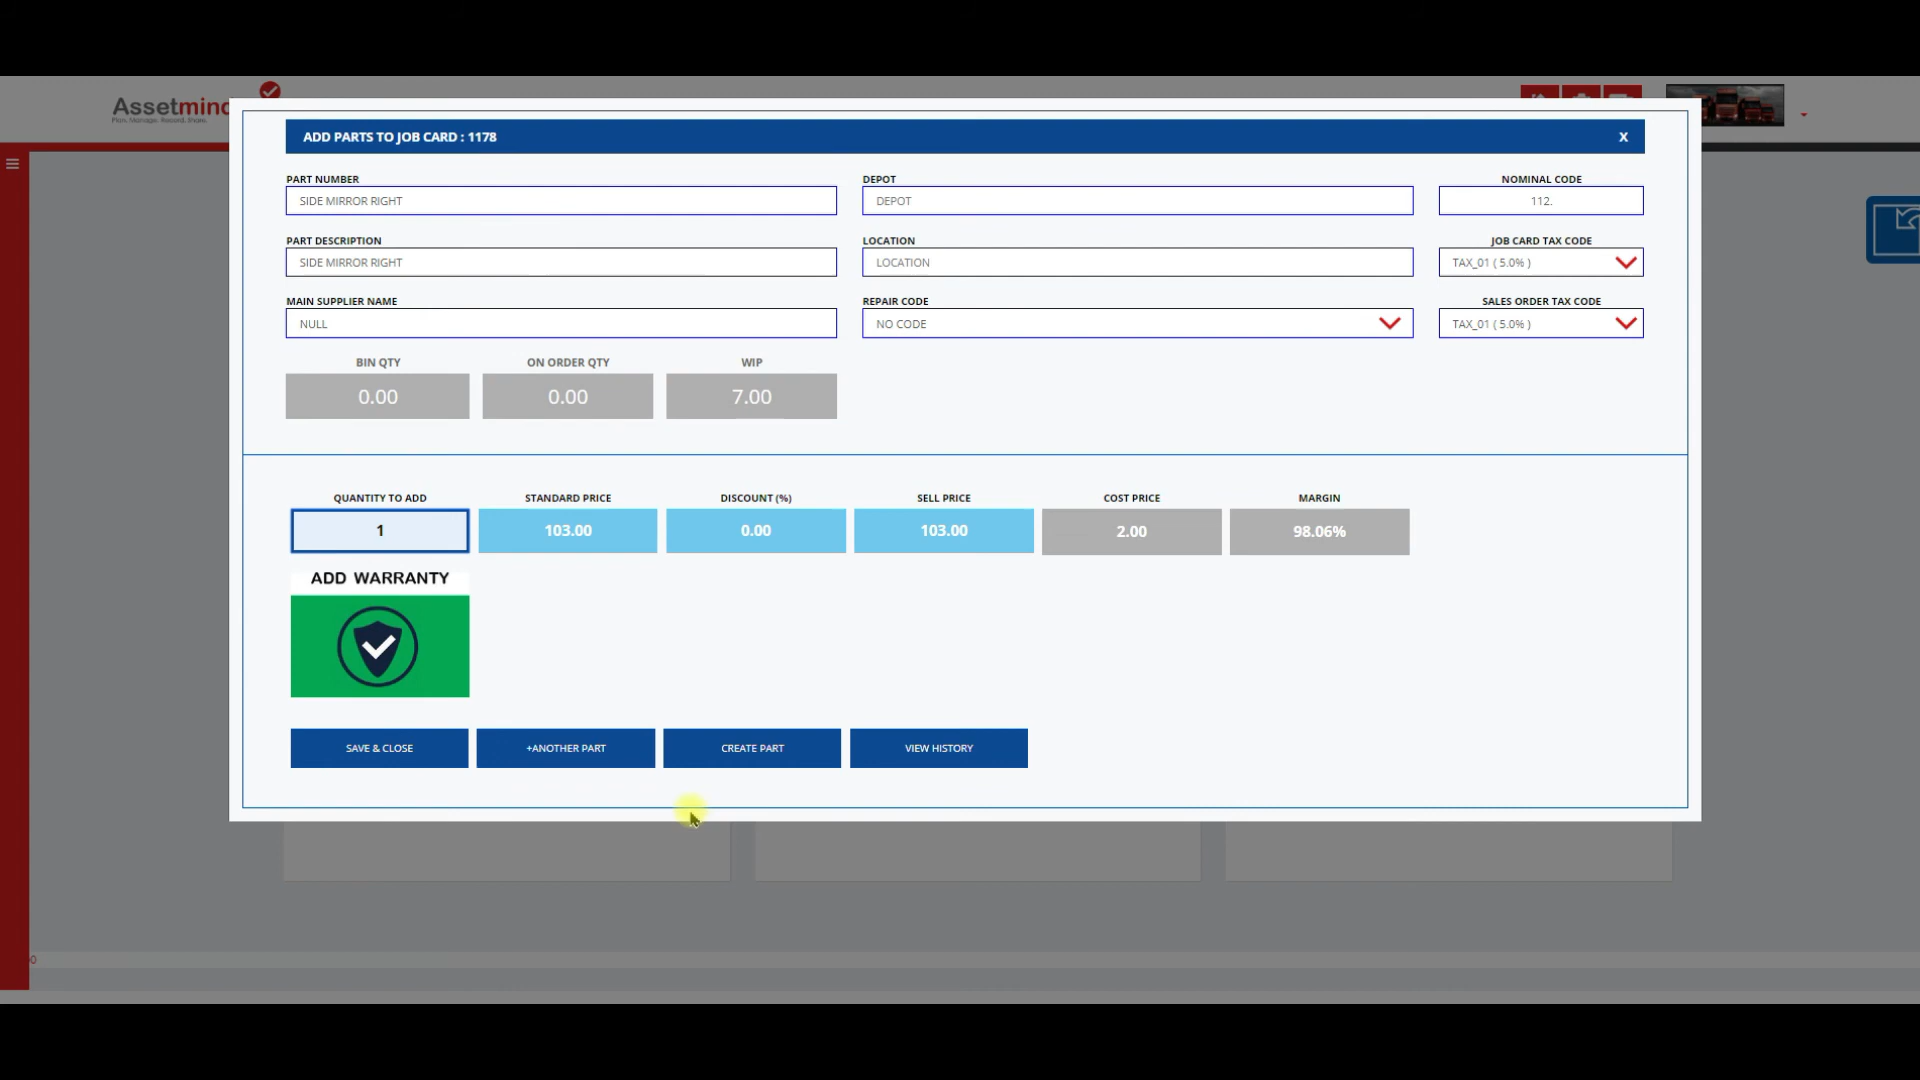 Assetmind
Plan. Manage. Record. Share.
ADD PARTS TO JOB CARD : 1178
X
PART NUMBER
DEPOT
NOMINAL CODE
SIDE MIRROR RIGHT
DEPOT
112.
PART DESCRIPTION
LOCATION
JOB CARD TAX CODE
SIDE MIRROR RIGHT
LOCATION
TAX_01 ( 5.0% )
MAIN SUPPLIER NAME
REPAIR CODE
SALES ORDER TAX CODE
NULL
NO CODE
TAX_01 ( 5.0% )
BIN QTY
ON ORDER QTY
WIP
0.00
0.00
7.00
QUANTITY TO ADD
STANDARD PRICE
DISCOUNT (%)
SELL PRICE
COST PRICE
MARGIN
1
103.00
0.00
103.00
2.00
98.06%
ADD WARRANTY
SAVE & CLOSE
+ANOTHER PART
CREATE PART
VIEW HISTORY